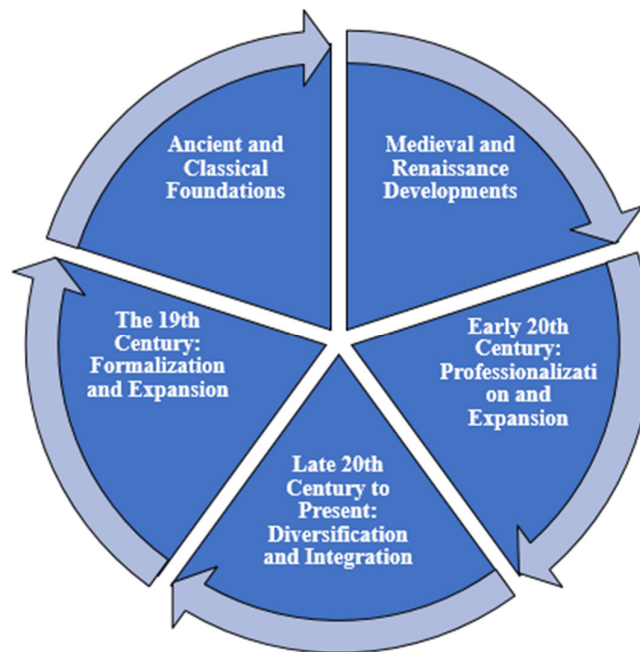 Ancient and
Classical
Foundations
Medieval and
Renaissance
Developments
Early 20th
Century:
Professionalizati
on and
Expansion
Late 20th
Century to
Present:
Diversification
and Integration
The 19th
Century:
Formalization
and Expansion